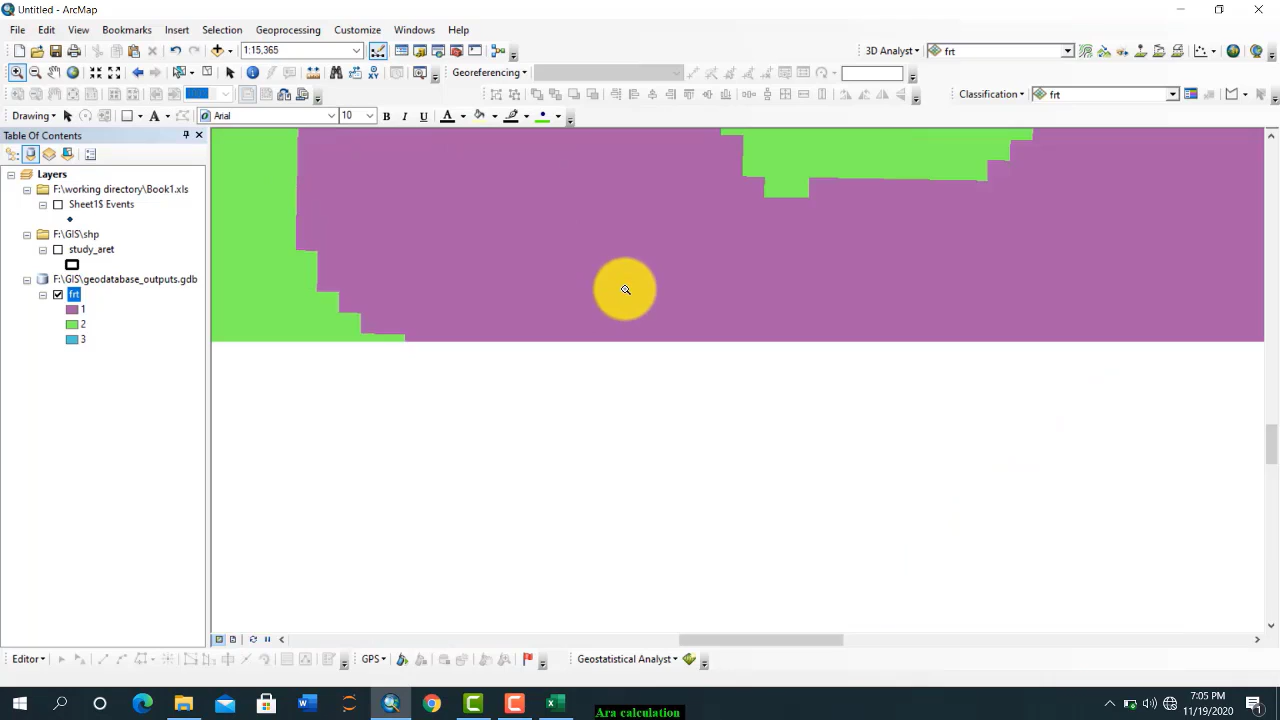 Untitled - ArcMap
File Edit View Bookmarks Insert Selection Geoprocessing Customize Windows Help
1:15,365
3D Analyst frt
Georeferencing
Classification frt
Drawing A Arial 10 B I U A
Table Of Contents
Layers
F:\working directory\Book1.xls
Sheet1$ Events
F:\GIS\shp
study_aret
F:\GIS\geodatabase_outputs.gdb
frt
1
2
3
Editor GPS Geostatistical Analyst
7:05 PM
11/19/2020
Ara calculation